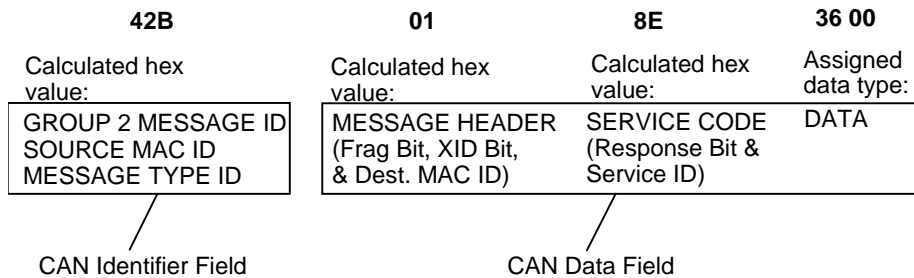 42B 01 8E 36 00
Calculated hex value:
Calculated hex value:
Calculated hex value:
Assigned data type:
GROUP 2 MESSAGE ID
SOURCE MAC ID
MESSAGE TYPE ID
MESSAGE HEADER
(Frag Bit, XID Bit,
& Dest. MAC ID)
SERVICE CODE
(Response Bit &
Service ID)
DATA
CAN Identifier Field
CAN Data Field